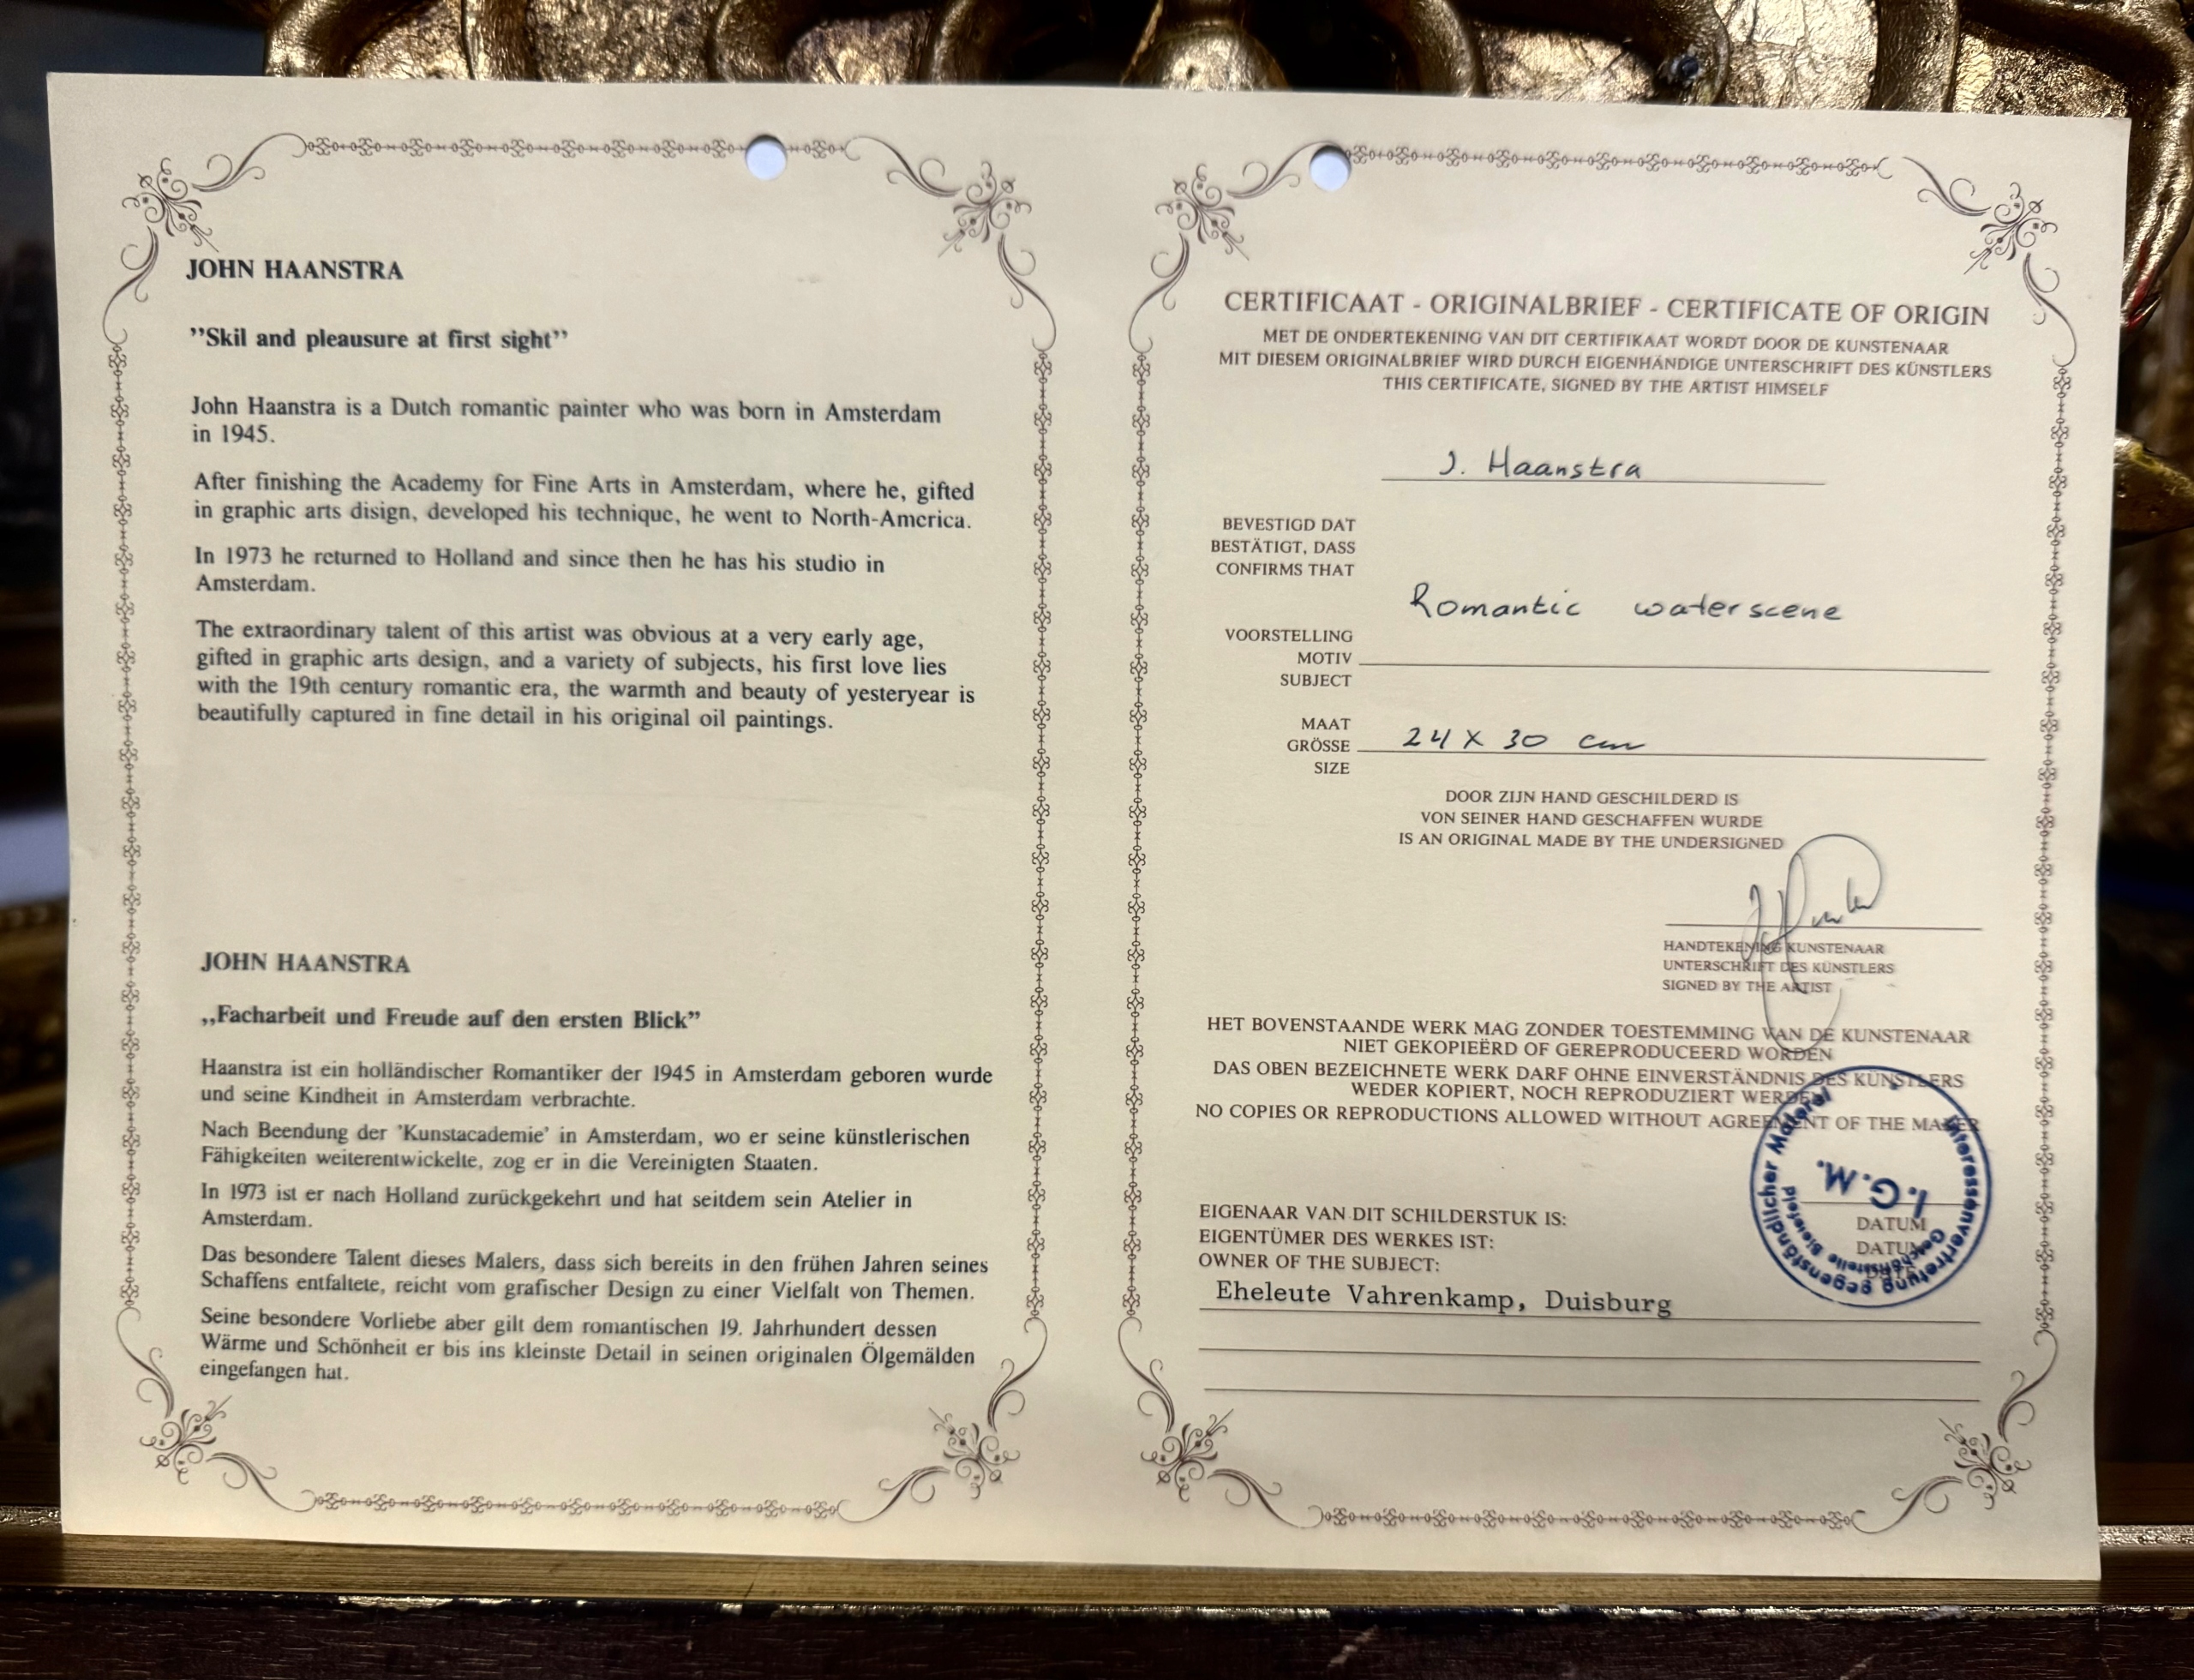 JOHN HAANSTRA
’’Skil and pleausure at first sight’’
John Haanstra is a Dutch romantic painter who was born in Amsterdam
in 1945.
After finishing the Academy for Fine Arts in Amsterdam, where he, gifted
in graphic arts disign, developed his technique, he went to North-America.
In 1973 he returned to Holland and since then he has his studio in
Amsterdam.
The extraordinary talent of this artist was obvious at a very early age,
gifted in graphic arts design, and a variety of subjects, his first love lies
with the 19th century romantic era, the warmth and beauty of yesteryear is
beautifully captured in fine detail in his original oil paintings.
JOHN HAANSTRA
,,Facharbeit und Freude auf den ersten Blick’’
Haanstra ist ein holländischer Romantiker der 1945 in Amsterdam geboren wurde
und seine Kindheit in Amsterdam verbrachte.
Nach Beendung der 'Kunstacademie' in Amsterdam, wo er seine künstlerischen
Fähigkeiten weiterentwickelte, zog er in die Vereinigten Staaten.
In 1973 ist er nach Holland zurückgekehrt und hat seitdem sein Atelier in
Amsterdam.
Das besondere Talent dieses Malers, dass sich bereits in den frühen Jahren seines
Schaffens entfaltete, reicht vom grafischer Design zu einer Vielfalt von Themen.
Seine besondere Vorliebe aber gilt dem romantischen 19. Jahrhundert dessen
Wärme und Schönheit er bis ins kleinste Detail in seinen originalen Ölgemälden
eingefangen hat.
CERTIFICAAT - ORIGINALBRIEF - CERTIFICATE OF ORIGIN
MET DE ONDERTEKENING VAN DIT CERTIFIKAAT WORDT DOOR DE KUNSTENAAR
MIT DIESEM ORIGINALBRIEF WIRD DURCH EIGENHÄNDIGE UNTERSCHRIFT DES KÜNSTLERS
THIS CERTIFICATE, SIGNED BY THE ARTIST HIMSELF
J. Haanstra
BEVESTIGD DAT
BESTÄTIGT, DASS
CONFIRMS THAT
Romantic waterscene
VOORSTELLING
MOTIV
SUBJECT
MAAT
GRÖSSE 24 X 30 cm
SIZE
DOOR ZIJN HAND GESCHILDERD IS
VON SEINER HAND GESCHAFFEN WURDE
IS AN ORIGINAL MADE BY THE UNDERSIGNED
HANDTEKENING KUNSTENAAR
UNTERSCHRIFT DES KÜNSTLERS
SIGNED BY THE ARTIST
HET BOVENSTAANDE WERK MAG ZONDER TOESTEMMING VAN DE KUNSTENAAR
NIET GEKOPIEËRD OF GEREPRODUCEERD WORDEN
DAS OBEN BEZEICHNETE WERK DARF OHNE EINVERSTÄNDNIS DES KÜNSTLERS
WEDER KOPIERT, NOCH REPRODUZIERT WERDEN
NO COPIES OR REPRODUCTIONS ALLOWED WITHOUT AGREEMENT OF THE MAKER
Interessenvertretung gegenständlicher Malerei
I.G.M.
Geschäftsstelle Bielefeld
DATUM
DATUM
EIGENAAR VAN DIT SCHILDERSTUK IS:
EIGENTÜMER DES WERKES IST:
OWNER OF THE SUBJECT:
Eheleute Vahrenkamp, Duisburg